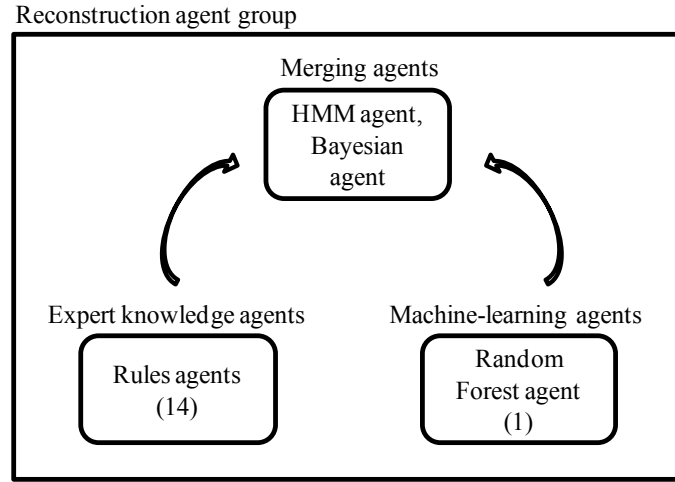 Reconstruction agent group
Merging agents
HMM agent,
Bayesian
agent
Expert knowledge agents
Rules agents
(14)
Machine-learning agents
Random
Forest agent
(1)